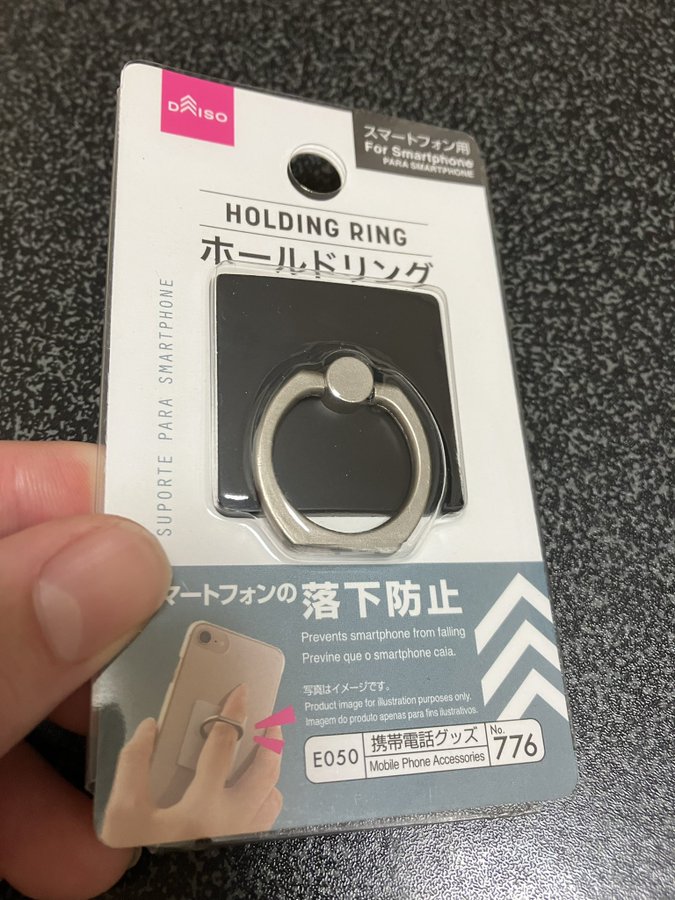 DAISO
スマートフォン用
For Smartphone
PARA SMARTPHONE
HOLDING RING
ホールドリング
SUPORTE PARA SMARTPHONE
マートフォンの 落下防止
Prevents smartphone from falling
Previne que o smartphone caia.
写真はイメージです。
Product image for illustration purposes only.
Imagem do produto apenas para fins ilustrativos.
E050 携帯電話グッズ No.
Mobile Phone Accessories 776